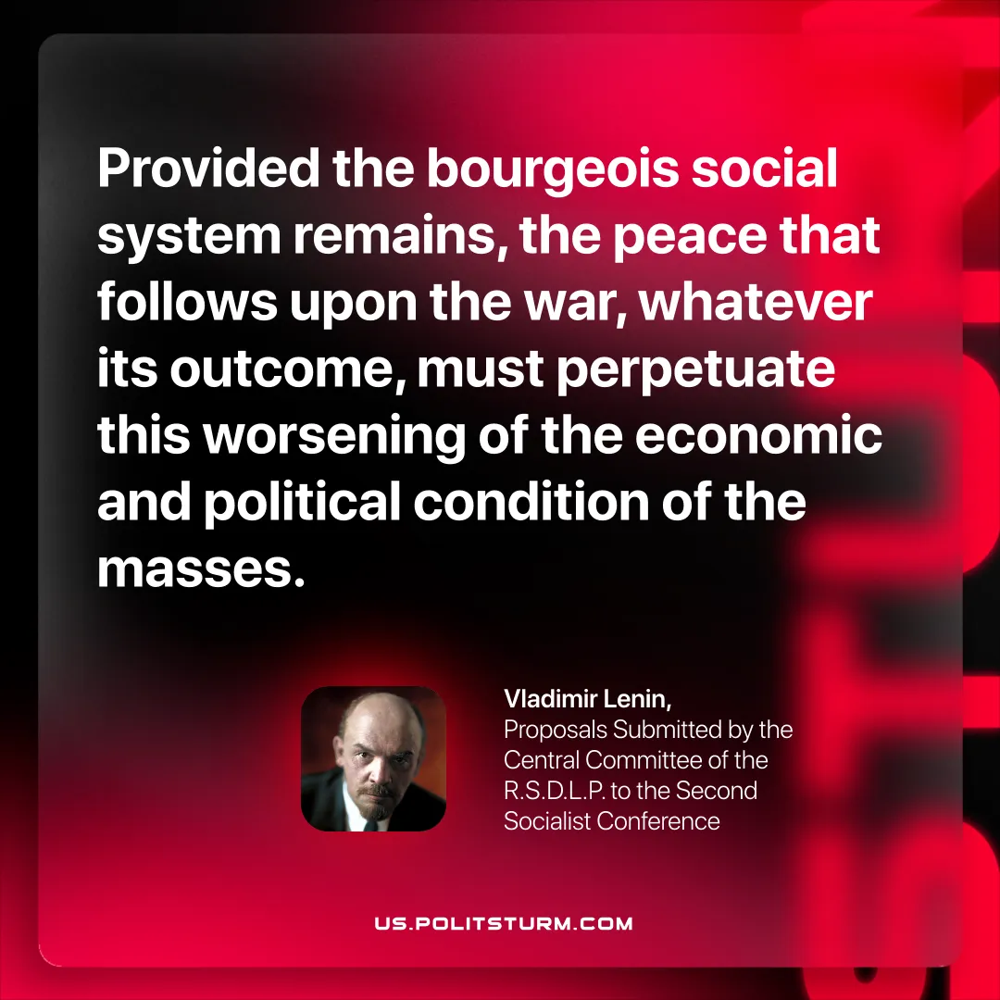 Provided the bourgeois social
system remains, the peace that
follows upon the war, whatever
its outcome, must perpetuate
this worsening of the economic
and political condition of the
masses.
Vladimir Lenin,
Proposals Submitted by the
Central Committee of the
R.S.D.L.P. to the Second
Socialist Conference
US.POLITSTURM.COM